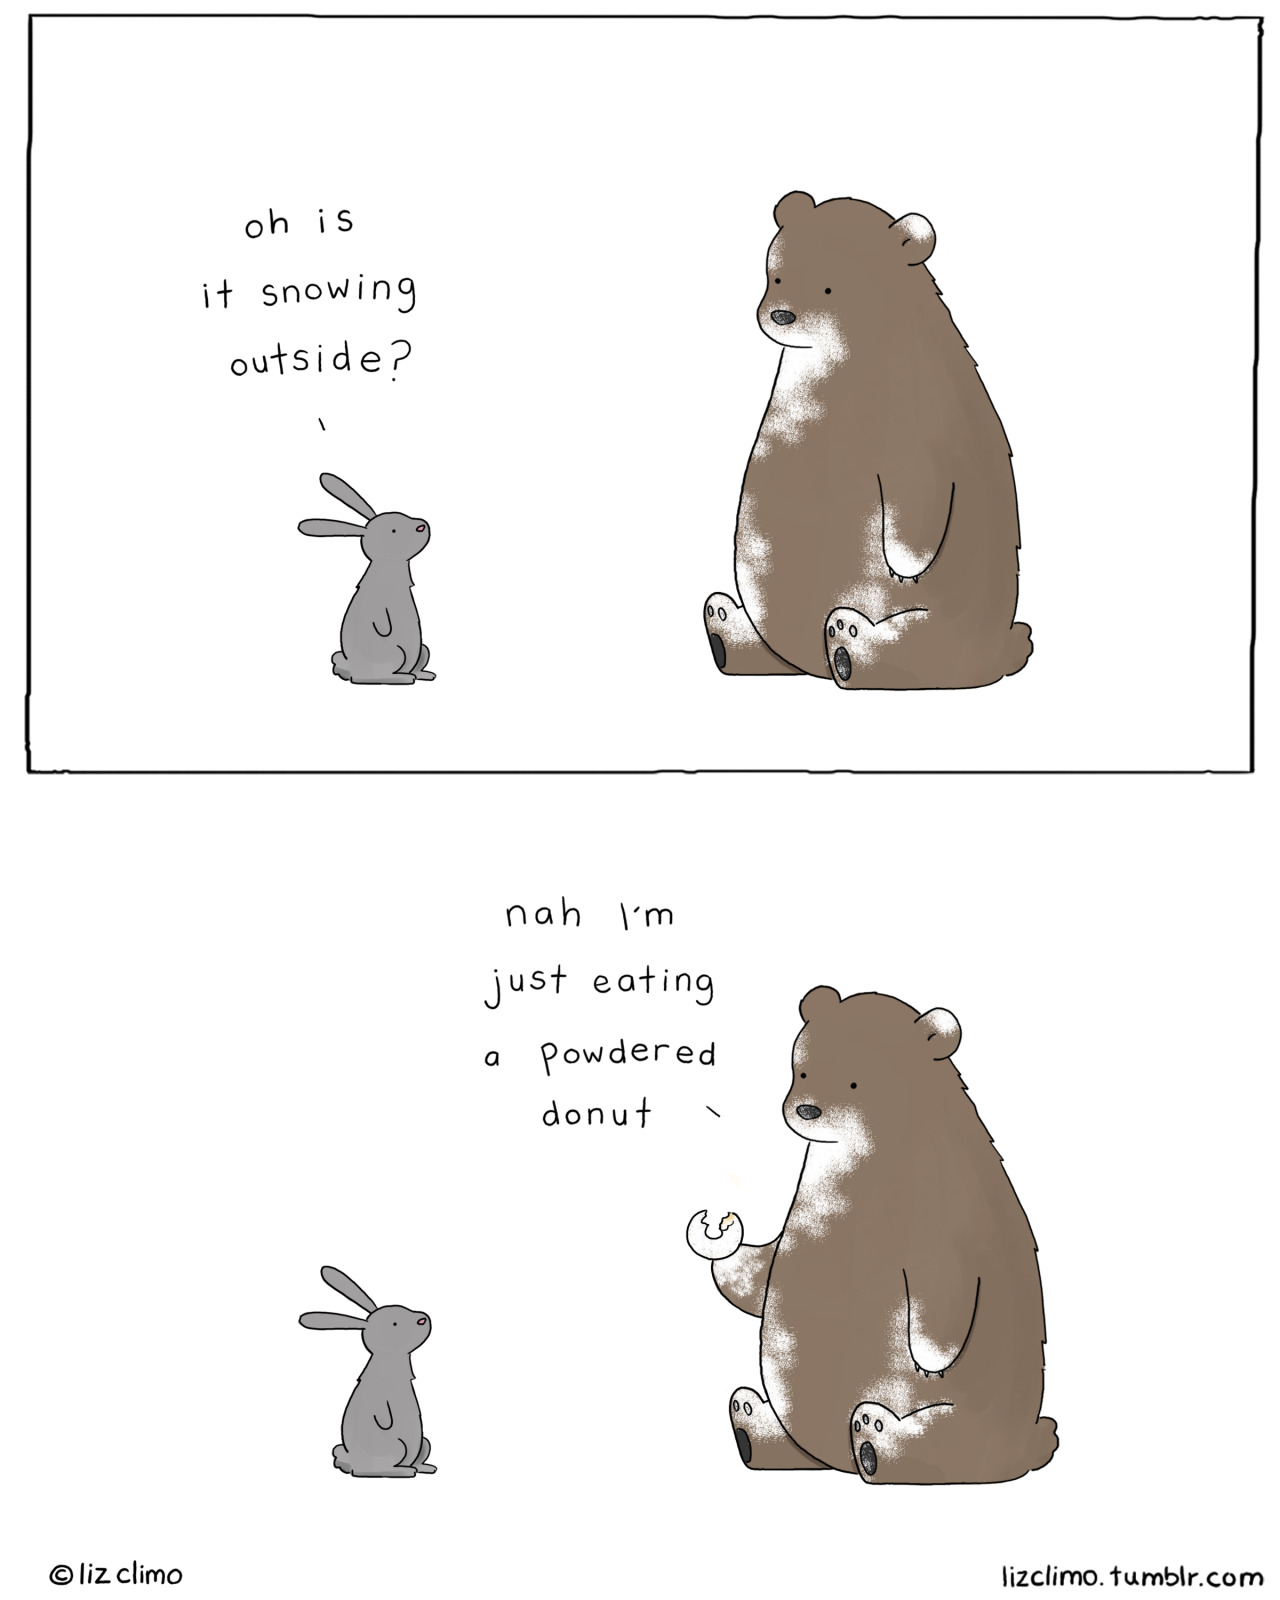 oh is
it snowing
outside?
nah I'm
just eating
a powdered
donut
©liz climo
lizclimo.tumblr.com